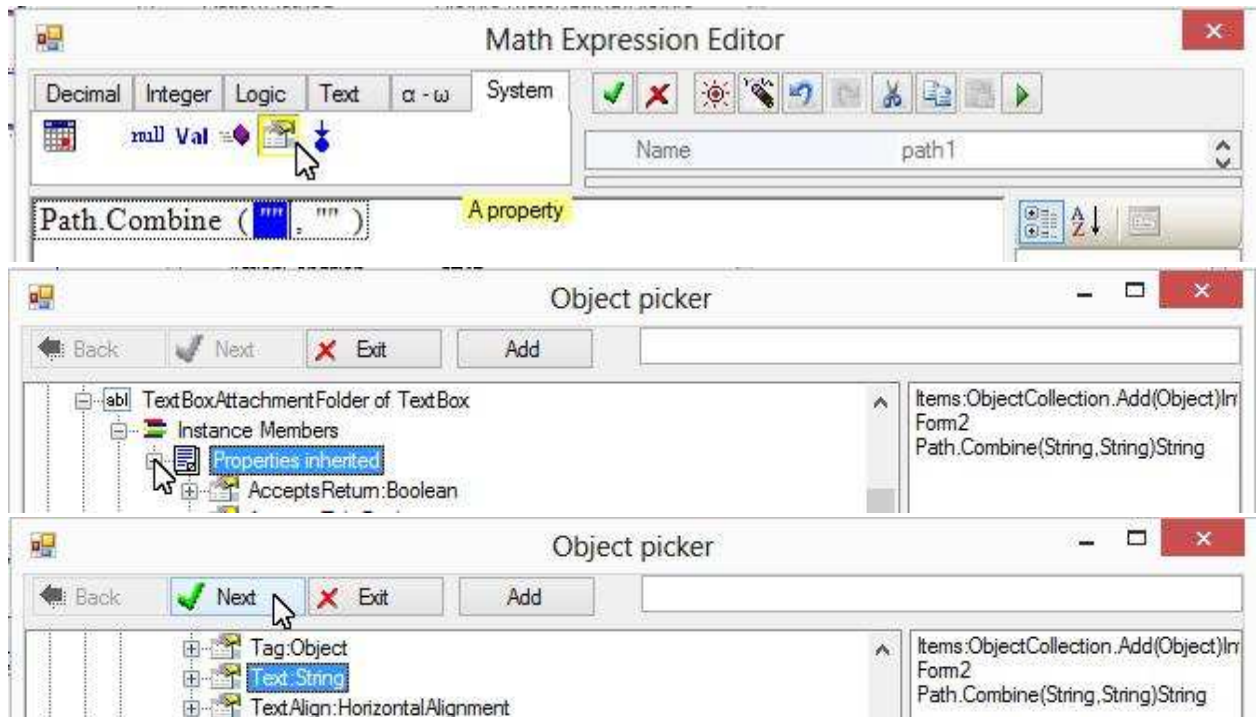 Math Expression Editor
Decimal Integer Logic Text α - ω System
null Val
Name path1
Path.Combine ( "" , "" )
A property
Object picker
Back Next Exit Add
TextBoxAttachmentFolder of TextBox
Instance Members
Properties inherited
AcceptsReturn:Boolean
Items:ObjectCollection.Add(Object)In
Form2
Path.Combine(String,String)String
Object picker
Back Next Exit Add
Tag:Object
Text:String
TextAlign:HorizontalAlignment
Items:ObjectCollection.Add(Object)In
Form2
Path.Combine(String,String)String